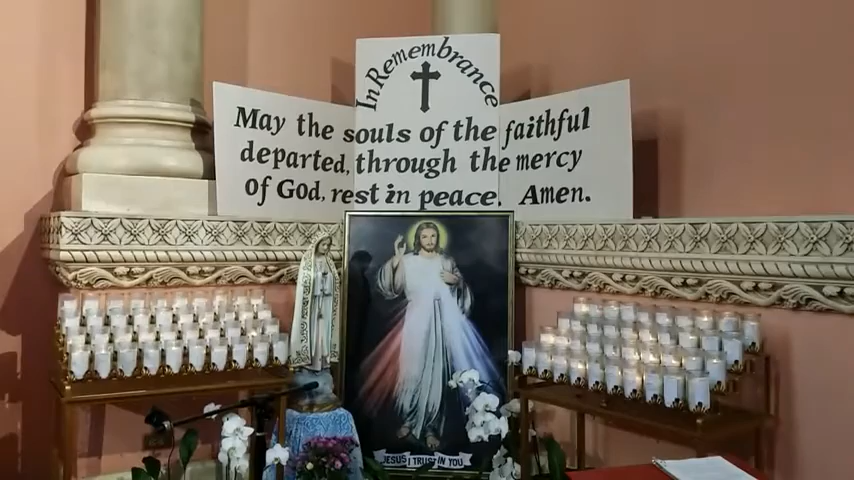 In Remembrance
May the souls of the faithful
departed, through the mercy
of God, rest in peace. Amen.
JESUS I TRUST IN YOU